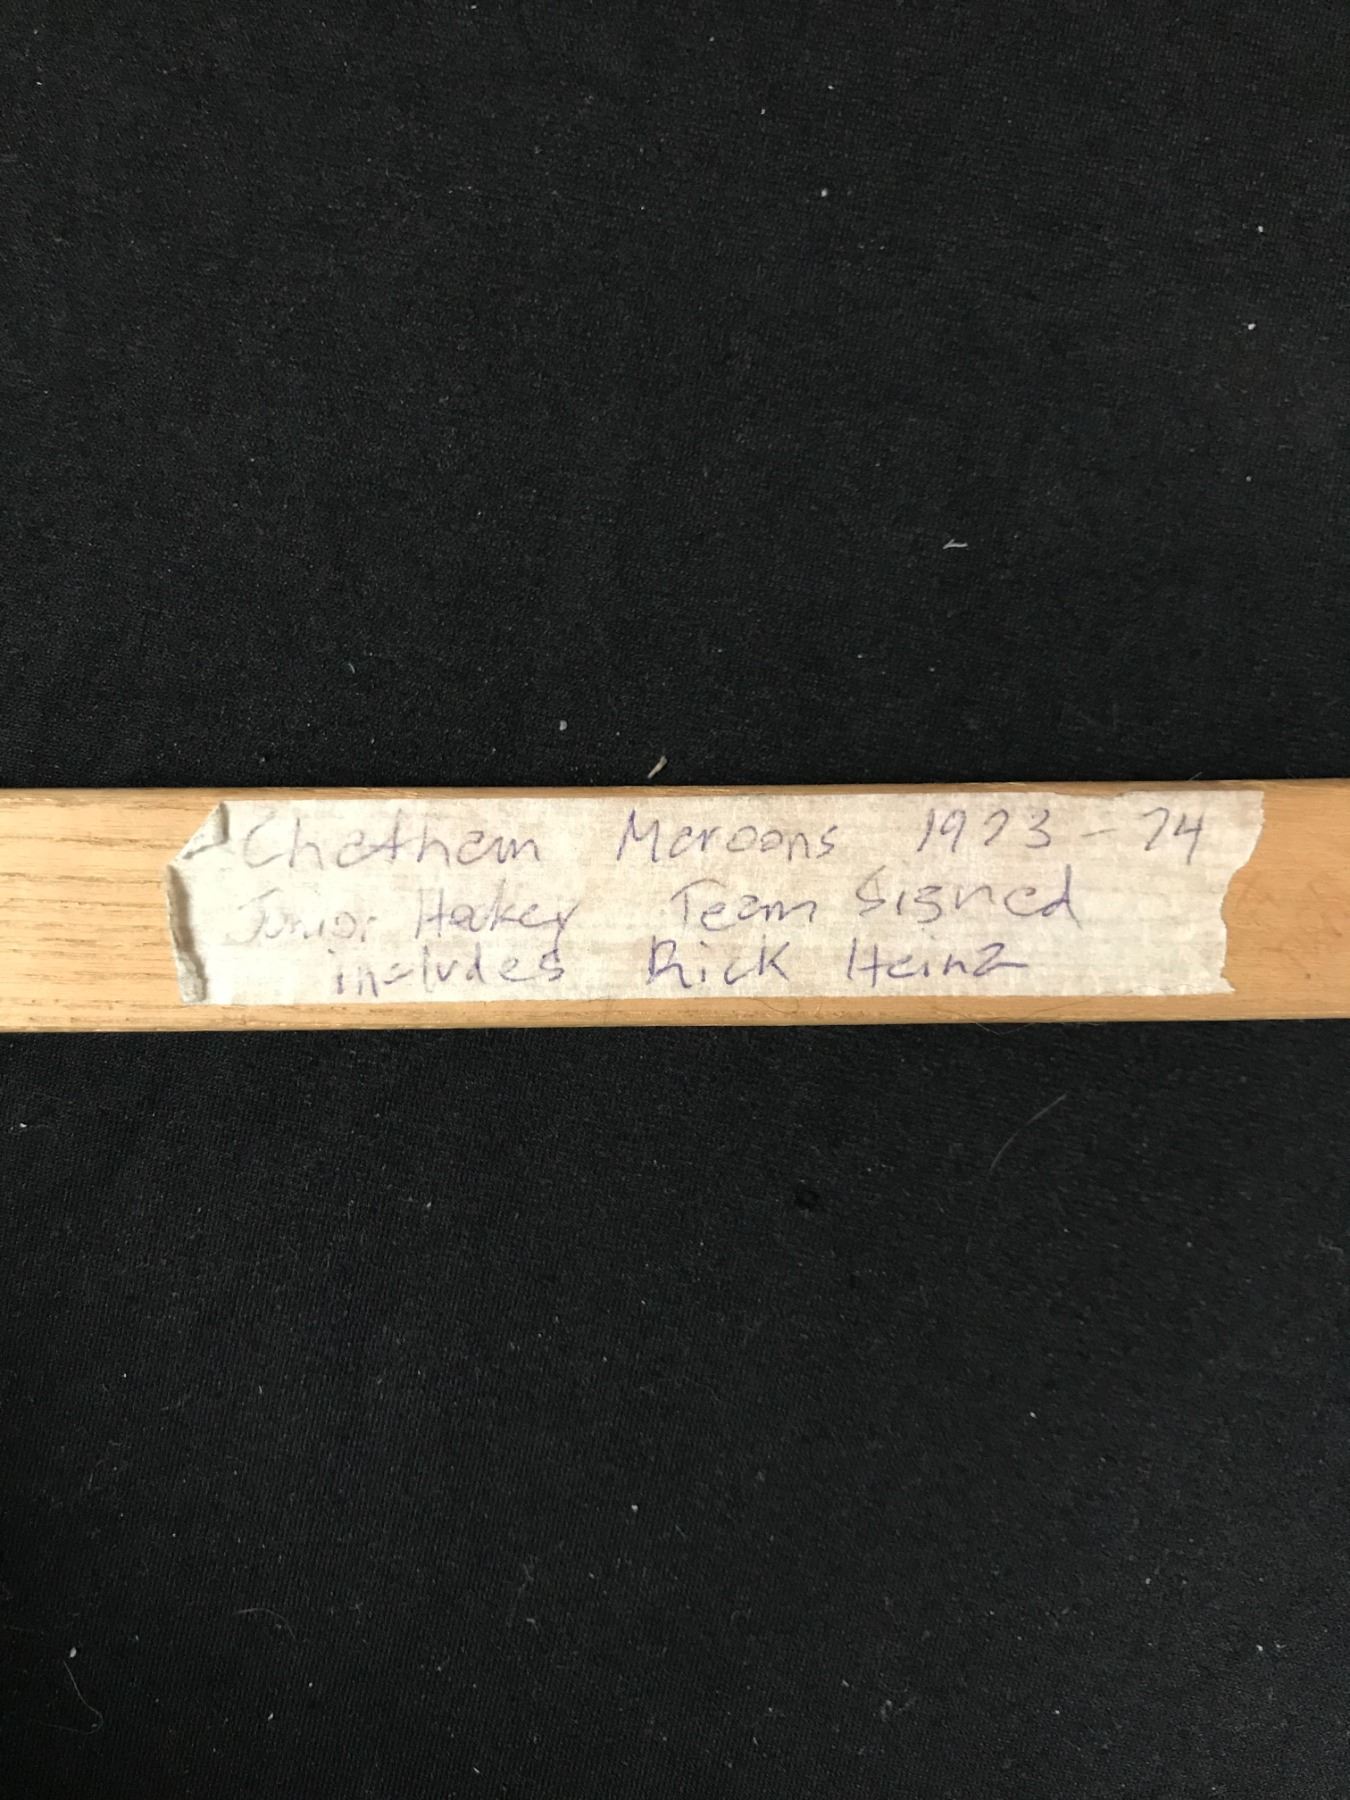 Chatham Maroons 1973-74
Junior Hockey Team Signed
includes Rick Heinz